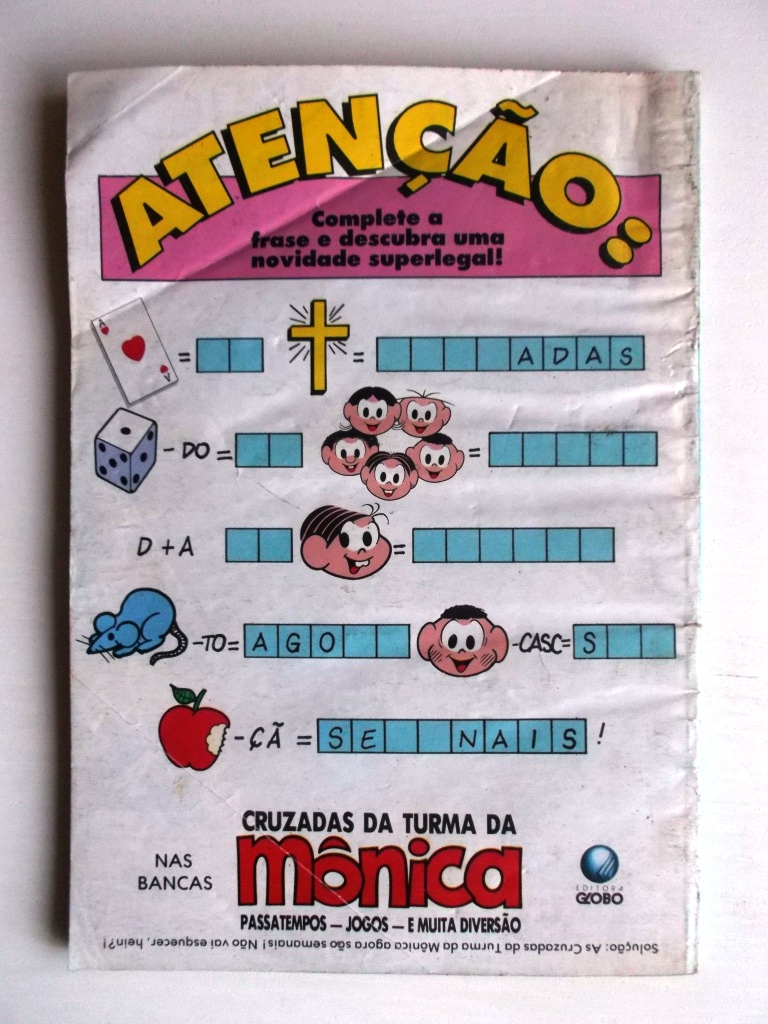 ATENÇÃO:
Complete a
frase e descubra uma
novidade superlegal!
A
A
=
= ADAS
- DO =
=
D + A
=
-TO= AGO
-CASC= S
- ÇÃ = SE NAIS!
CRUZADAS DA TURMA DA
NAS
BANCAS
mônica
EDITORA
GLOBO
PASSATEMPOS — JOGOS — E MUITA DIVERSÃO
Solução: As Cruzadas da Turma da Mônica agora são semanais! Não vai esquecer, hein?!